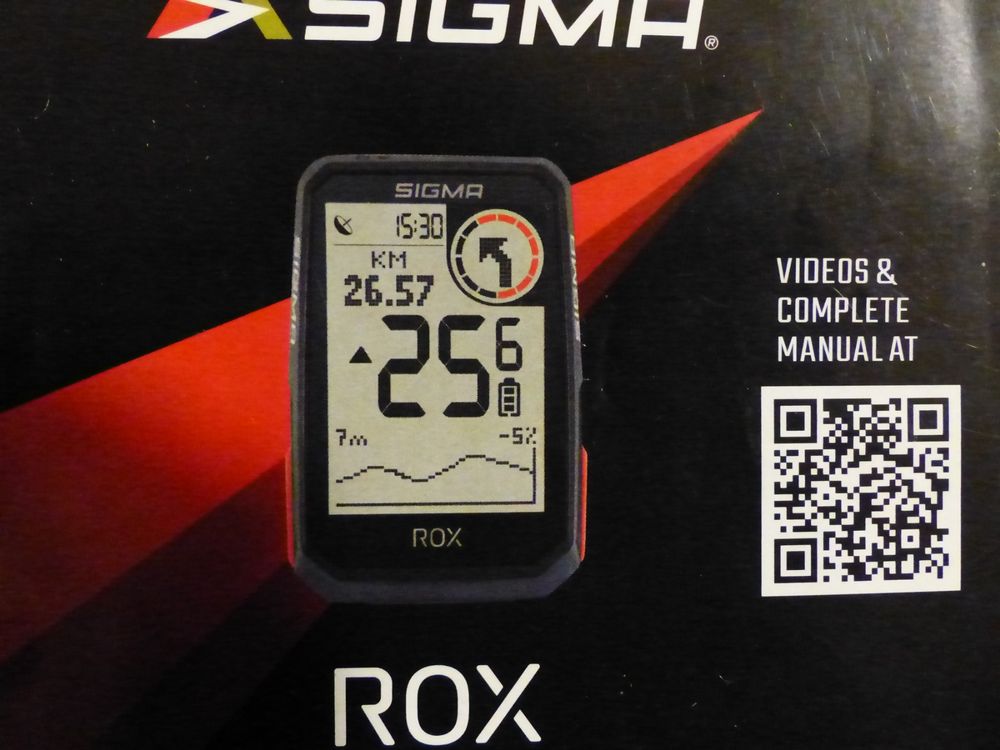 SIGMA®
SIGMA
15:30
KM
26.57
25 6
7m -5%
ROX
VIDEOS &
COMPLETE
MANUAL AT
ROX